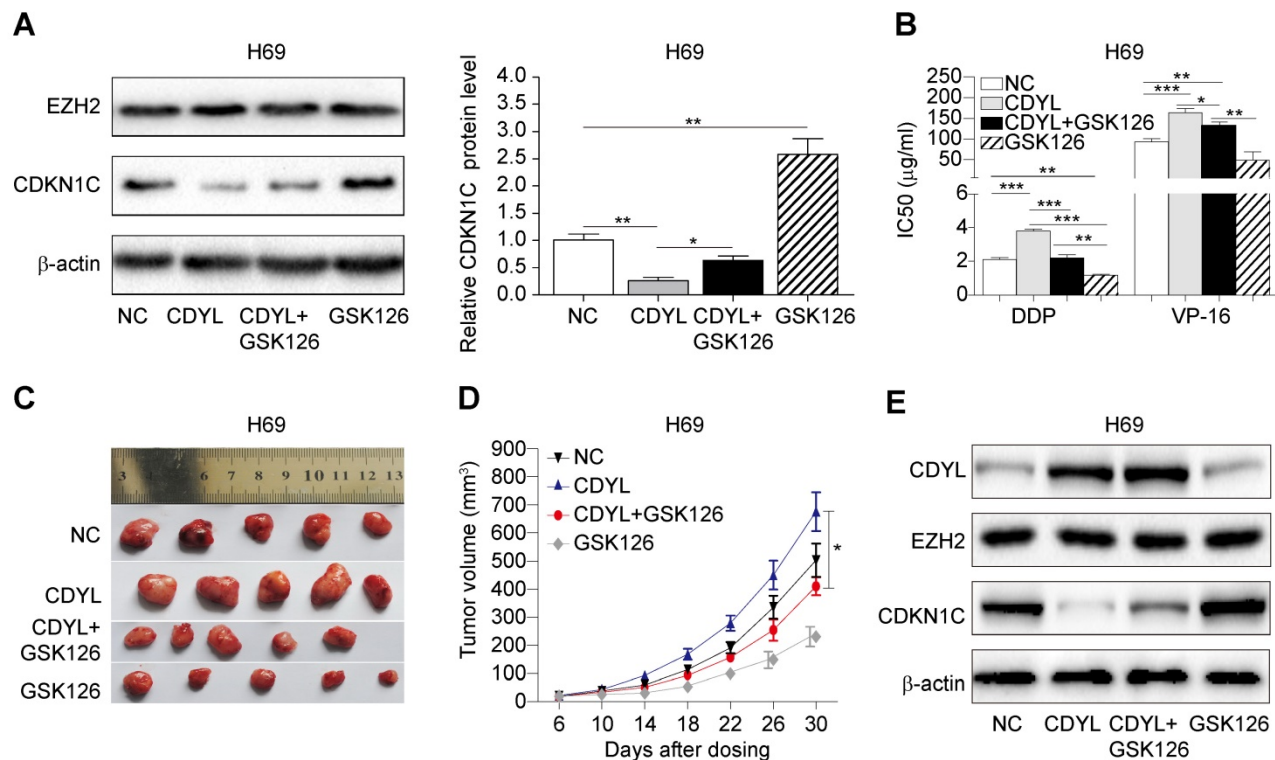 A
H69
EZH2
CDKN1C
β-actin
NC CDYL CDYL+ GSK126
GSK126
H69
Relative CDKN1C protein level
4.0
3.5
3.0
2.5
2.0
1.5
1.0
0.5
0.0
**
**
*
NC CDYL CDYL+ GSK126
GSK126
B
H69
IC50 (μg/ml)
250
200
150
100
50
6
4
2
0
NC
CDYL
CDYL+GSK126
GSK126
**
***
*
**
**
***
***
***
**
DDP VP-16
C
H69
3 6 7 8 9 10 11 12 13
NC
CDYL
CDYL+
GSK126
GSK126
D
H69
Tumor volume (mm³)
900
800
700
600
500
400
300
200
100
0
NC
CDYL
CDYL+GSK126
GSK126
*
6 10 14 18 22 26 30
Days after dosing
E
H69
CDYL
EZH2
CDKN1C
β-actin
NC CDYL CDYL+ GSK126
GSK126